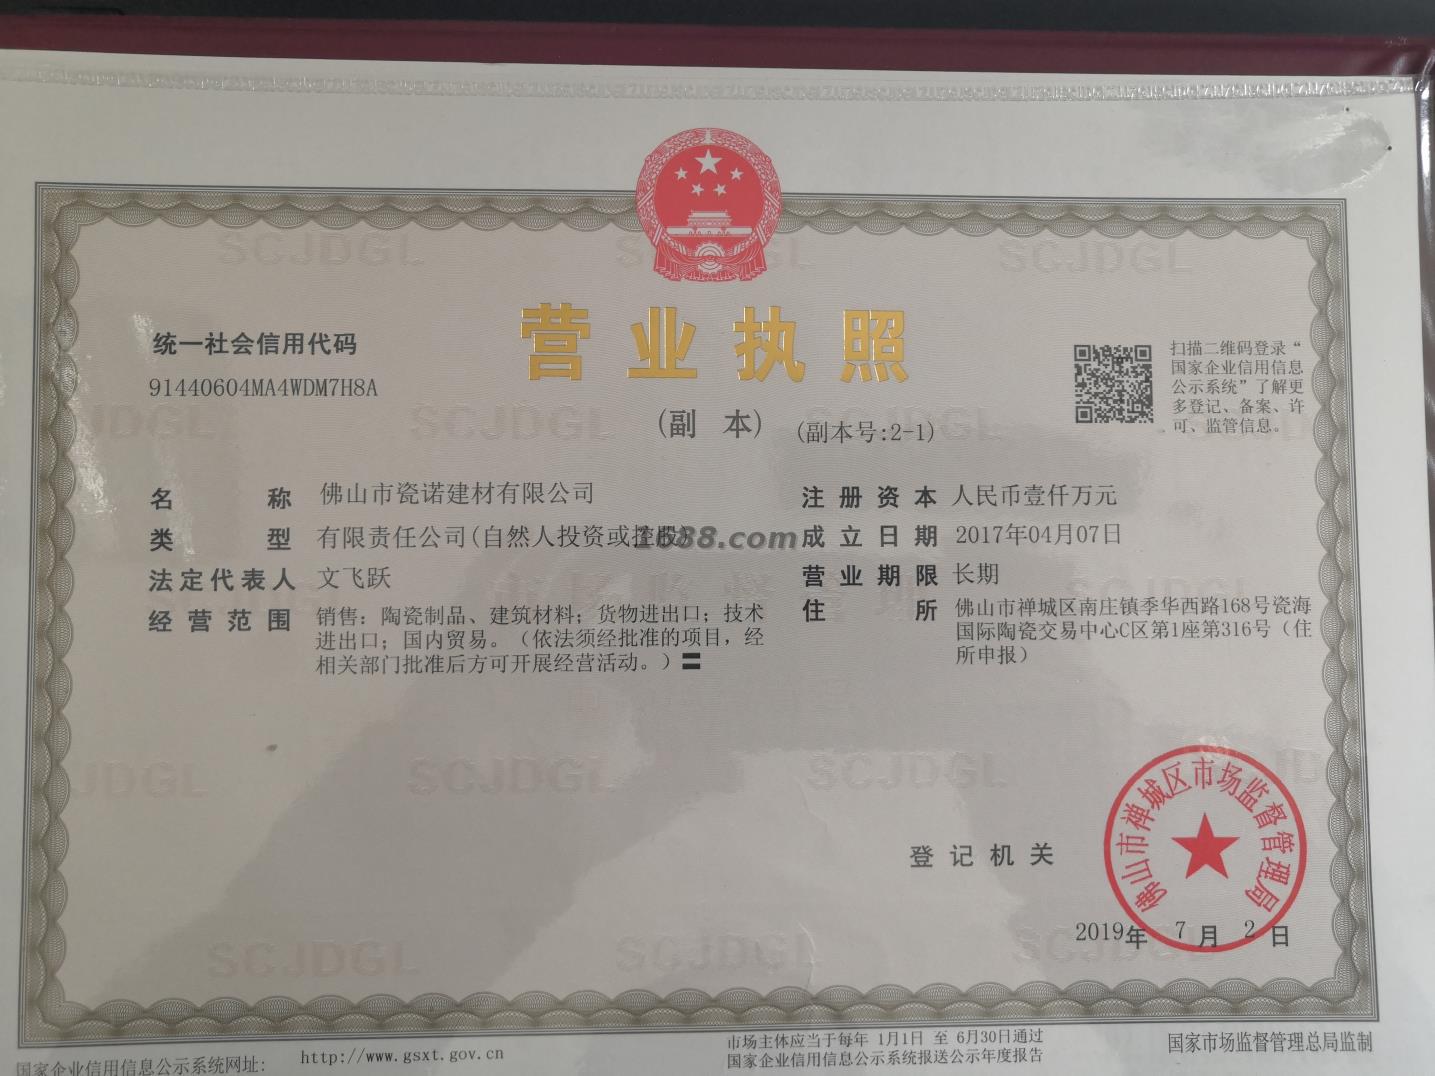 营业执照
(副 本) (副本号:2-1)
统一社会信用代码
91440604MA4WDM7H8A
扫描二维码登录“
国家企业信用信息
公示系统”了解更
多登记、备案、许
可、监管信息。
名 称 佛山市瓷诺建材有限公司
类 型 有限责任公司(自然人投资或控股)
法定代表人 文飞跃
经营范围 销售：陶瓷制品、建筑材料；货物进出口；技术
进出口；国内贸易。（依法须经批准的项目，经
相关部门批准后方可开展经营活动。）〓
注册资本 人民币壹仟万元
成立日期 2017年04月07日
营业期限 长期
住 所 佛山市禅城区南庄镇季华西路168号瓷海
国际陶瓷交易中心C区第1座第316号（住
所申报）
1688.com
登记机关
佛山市禅城区市场监督管理局
2019年 7月 2日
国家企业信用信息公示系统网址: http://www.gsxt.gov.cn
市场主体应当于每年 1月1日 至 6月30日通过
国家企业信用信息公示系统报送公示年度报告
国家市场监督管理总局监制
SCJDGL